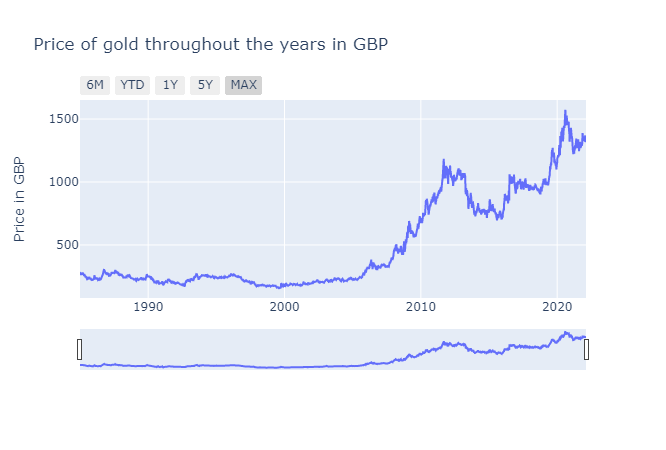 Price of gold throughout the years in GBP
6M YTD 1Y 5Y MAX
Price in GBP
1500
1000
500
1990 2000 2010 2020